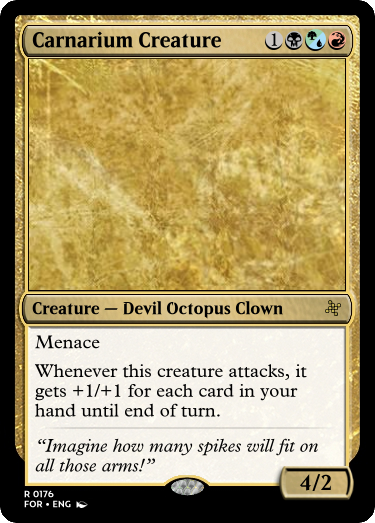 Carnarium Creature 1
Creature — Devil Octopus Clown
Menace
Whenever this creature attacks, it
gets +1/+1 for each card in your
hand until end of turn.
“Imagine how many spikes will fit on
all those arms!”
4/2
R 0176
FOR • ENG